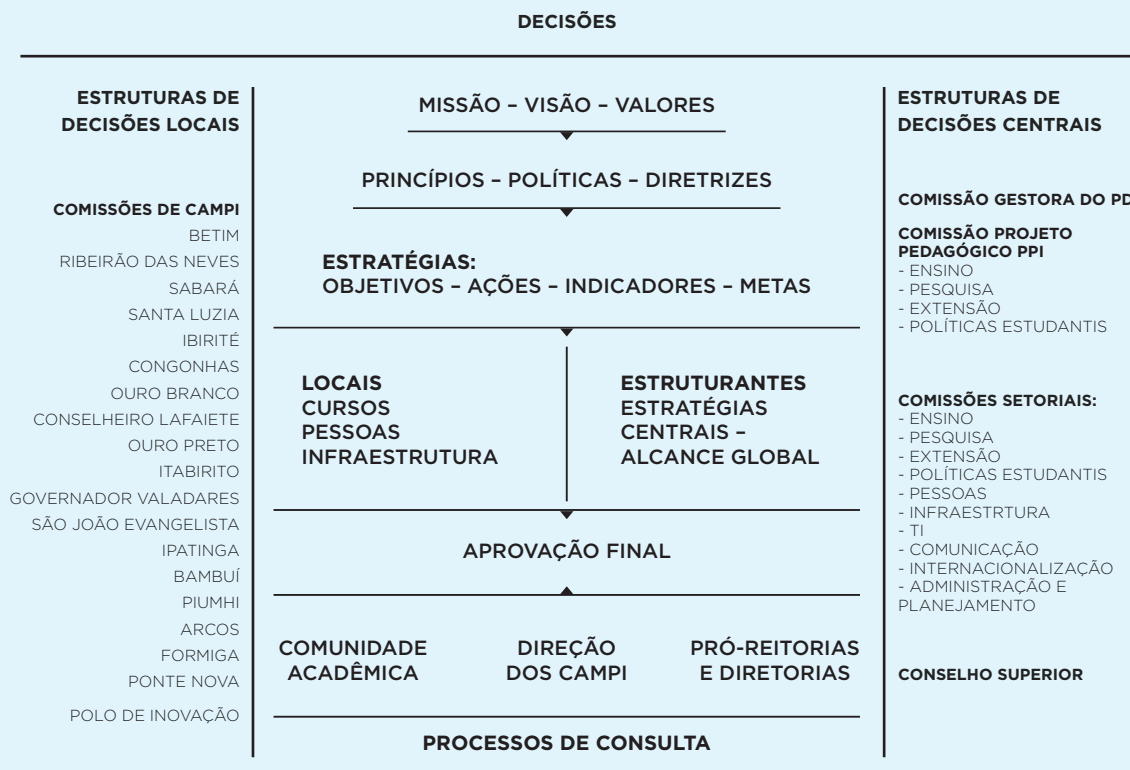 DECISÕES
ESTRUTURAS DE
DECISÕES LOCAIS
COMISSÕES DE CAMPI
BETIM
RIBEIRÃO DAS NEVES
SABARÁ
SANTA LUZIA
IBIRITÉ
CONGONHAS
OURO BRANCO
CONSELHEIRO LAFAIETE
OURO PRETO
ITABIRITO
GOVERNADOR VALADARES
SÃO JOÃO EVANGELISTA
IPATINGA
BAMBUÍ
PIUMHI
ARCOS
FORMIGA
PONTE NOVA
POLO DE INOVAÇÃO
MISSÃO – VISÃO – VALORES
PRINCÍPIOS – POLÍTICAS – DIRETRIZES
ESTRATÉGIAS:
OBJETIVOS – AÇÕES – INDICADORES – METAS
LOCAIS
CURSOS
PESSOAS
INFRAESTRUTURA
ESTRUTURANTES
ESTRATÉGIAS
CENTRAIS –
ALCANCE GLOBAL
APROVAÇÃO FINAL
COMUNIDADE
ACADÊMICA
DIREÇÃO
DOS CAMPI
PRÓ-REITORIAS
E DIRETORIAS
PROCESSOS DE CONSULTA
ESTRUTURAS DE
DECISÕES CENTRAIS
COMISSÃO GESTORA DO PD
COMISSÃO PROJETO
PEDAGÓGICO PPI
- ENSINO
- PESQUISA
- EXTENSÃO
- POLÍTICAS ESTUDANTIS
COMISSÕES SETORIAIS:
- ENSINO
- PESQUISA
- EXTENSÃO
- POLÍTICAS ESTUDANTIS
- PESSOAS
- INFRAESTRTURA
- TI
- COMUNICAÇÃO
- INTERNACIONALIZAÇÃO
- ADMINISTRAÇÃO E
PLANEJAMENTO
CONSELHO SUPERIOR